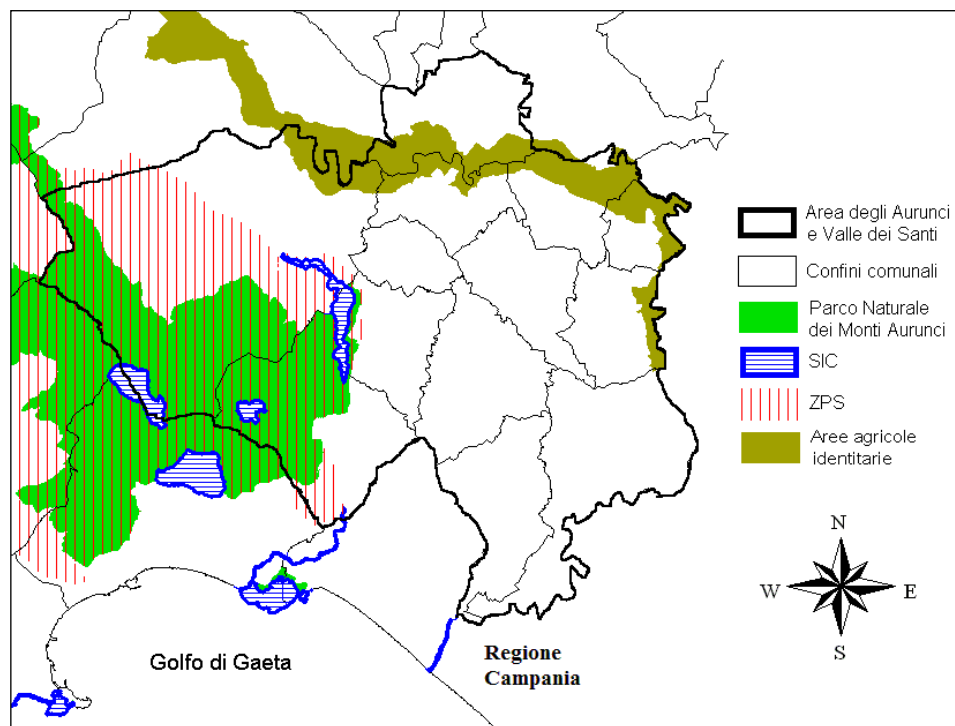 Area degli Aurunci
e Valle dei Santi
Confini comunali
Parco Naturale
dei Monti Aurunci
SIC
ZPS
Aree agricole
identitarie
N
W
E
S
Golfo di Gaeta
Regione
Campania